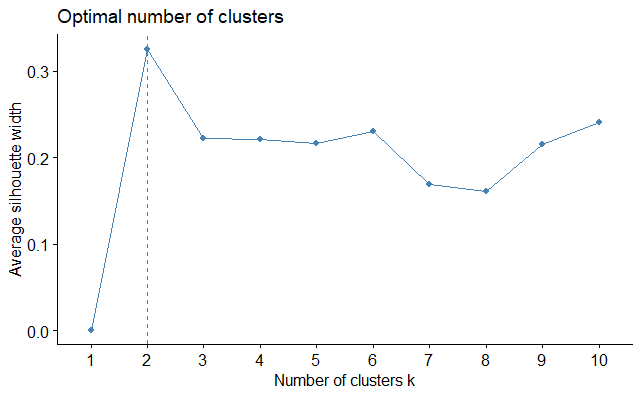 Optimal number of clusters
Average silhouette width
0.3
0.2
0.1
0.0
1 2 3 4 5 6 7 8 9 10
Number of clusters k